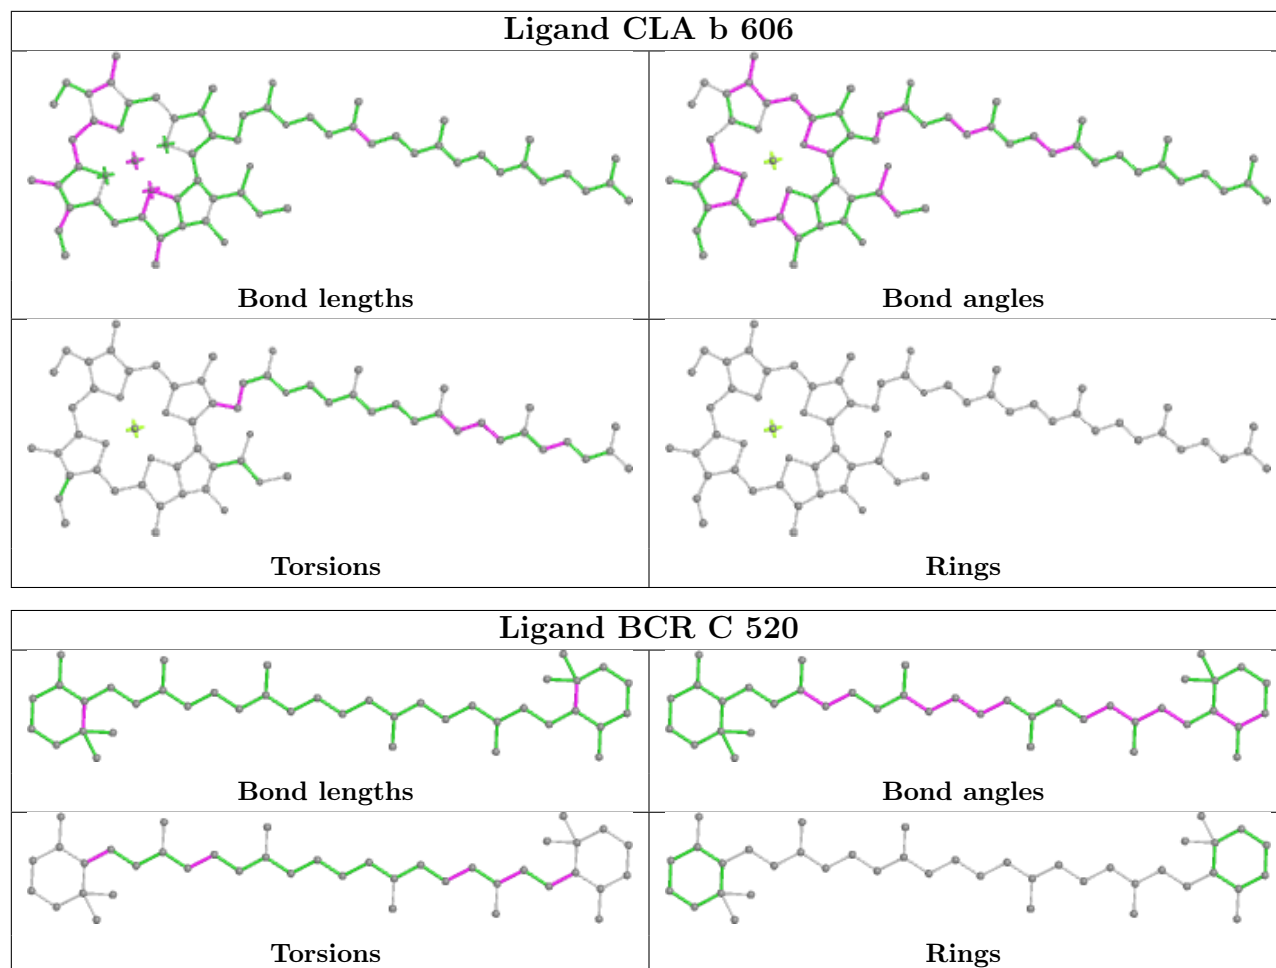 Ligand CLA b 606
Bond lengths
Bond angles
Torsions
Rings
Ligand BCR C 520
Bond lengths
Bond angles
Torsions
Rings